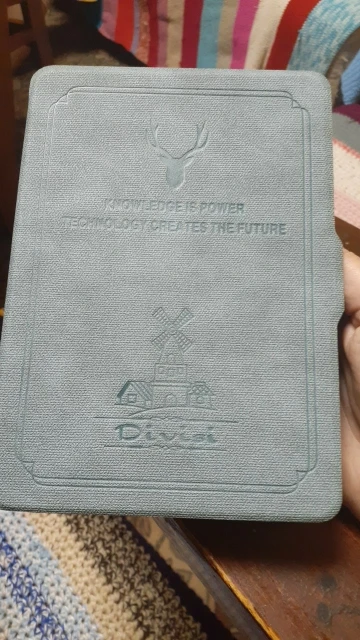 KNOWLEDGE IS POWER
TECHNOLOGY CREATES THE FUTURE
Divisi